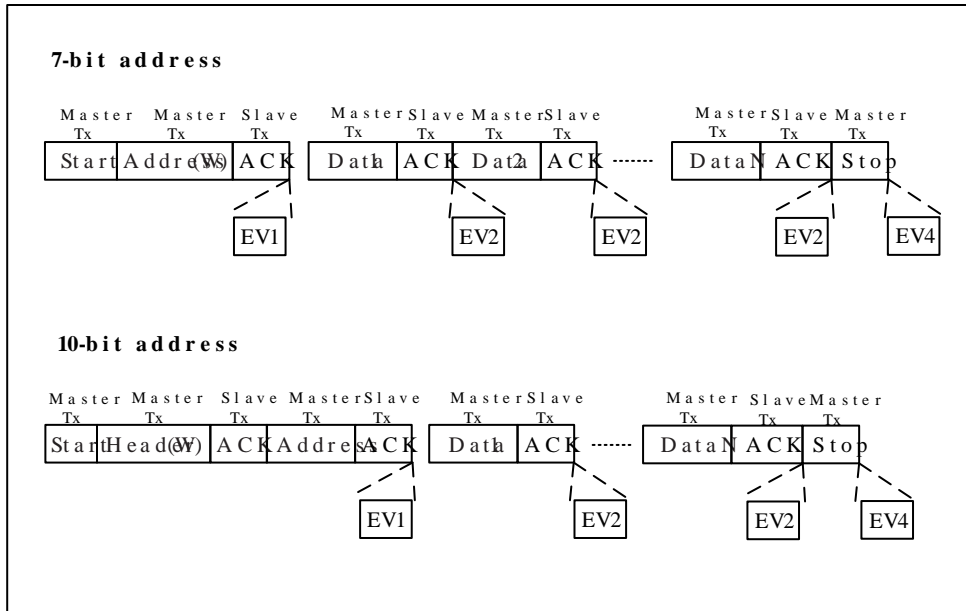 7-bit address
Master Master Slave Master Slave Master Slave Master Slave Master
Tx Tx Tx Tx Tx Tx Tx Tx Tx Tx
Start Address(W) ACK Data1 ACK Data2 ACK ........ DataN ACK Stop
EV1 EV2 EV2 EV2 EV4
10-bit address
Master Master Slave Master Slave Master Slave Master Slave Master
Tx Tx Tx Tx Tx Tx Tx Tx Tx Tx
Start Header(W) ACK Address ACK Data1 ACK ........ DataN ACK Stop
EV1 EV2 EV2 EV4